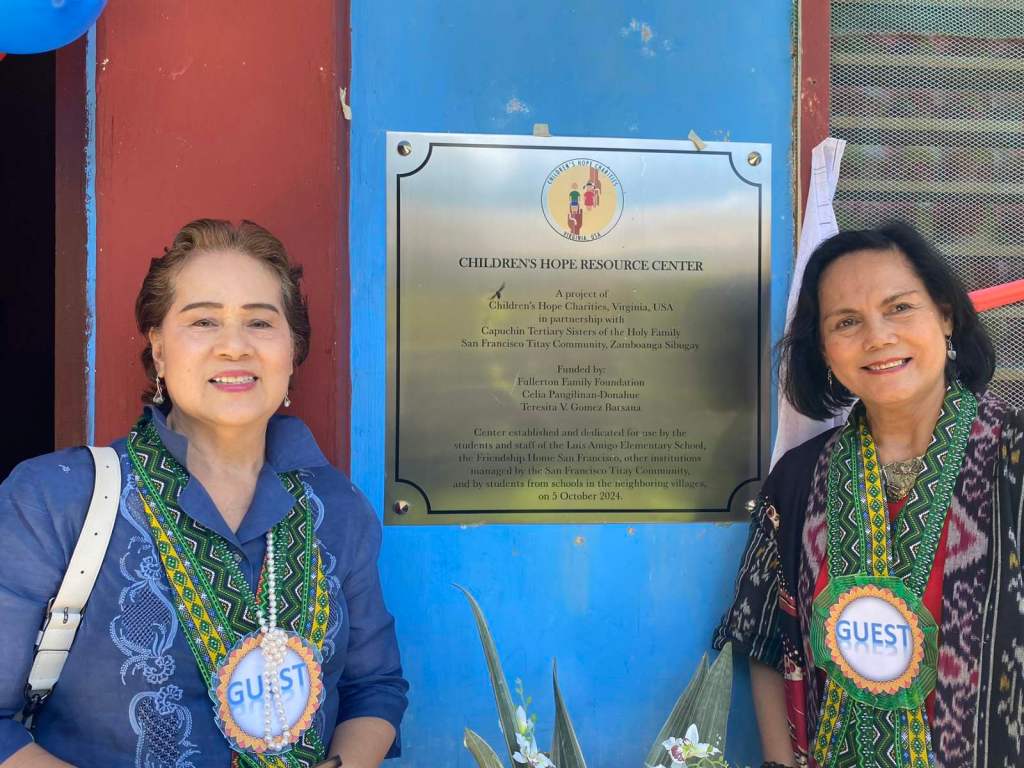 CHILDREN'S HOPE CHARITIES
VIRGINIA, USA
CHILDREN'S HOPE RESOURCE CENTER
A project of
Children's Hope Charities, Virginia, USA
in partnership with
Capuchin Tertiary Sisters of the Holy Family
San Francisco Titay Community, Zamboanga Sibugay
Funded by:
Fullerton Family Foundation
Celia Pangilinan-Donahue
Teresita V. Gomez Barsana
Center established and dedicated for use by the
students and staff of the Luis Amigo Elementary School,
the Friendship Home San Francisco, other institutions
managed by the San Francisco Titay Community,
and by students from schools in the neighboring villages,
on 5 October 2024.
GUEST
GUEST